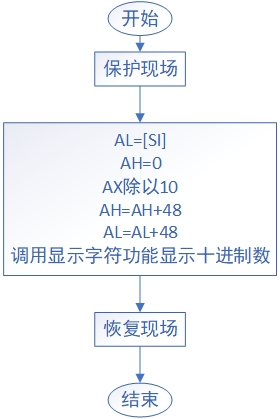 开始
保护现场
AL=[SI]
AH=0
AX除以10
AH=AH+48
AL=AL+48
调用显示字符功能显示十进制数
恢复现场
结束